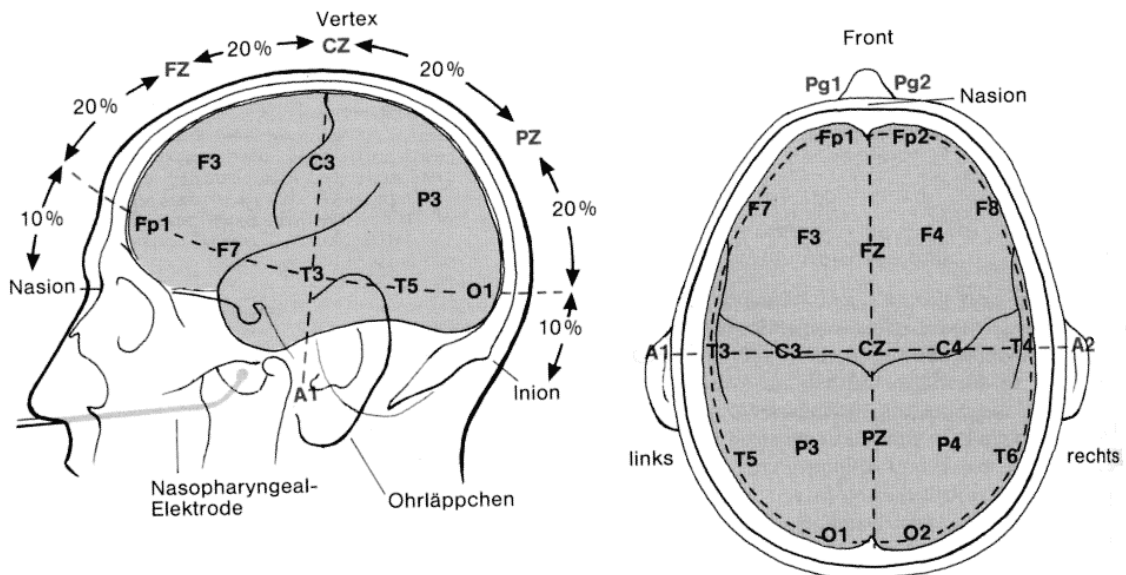 Vertex
20% CZ
FZ 20%
20%
PZ
F3 C3
P3
10% 20%
Fp1
F7
T3
Nasion T5 O1
10%
A1 Inion
Nasopharyngeal-
Elektrode
Ohrläppchen
Front
Pg1 Pg2
Nasion
Fp1 Fp2
F7 F8
F3 F4
FZ
A1 T3 C3 CZ C4 T4 A2
P3 PZ P4
links T5 T6 rechts
O1 O2